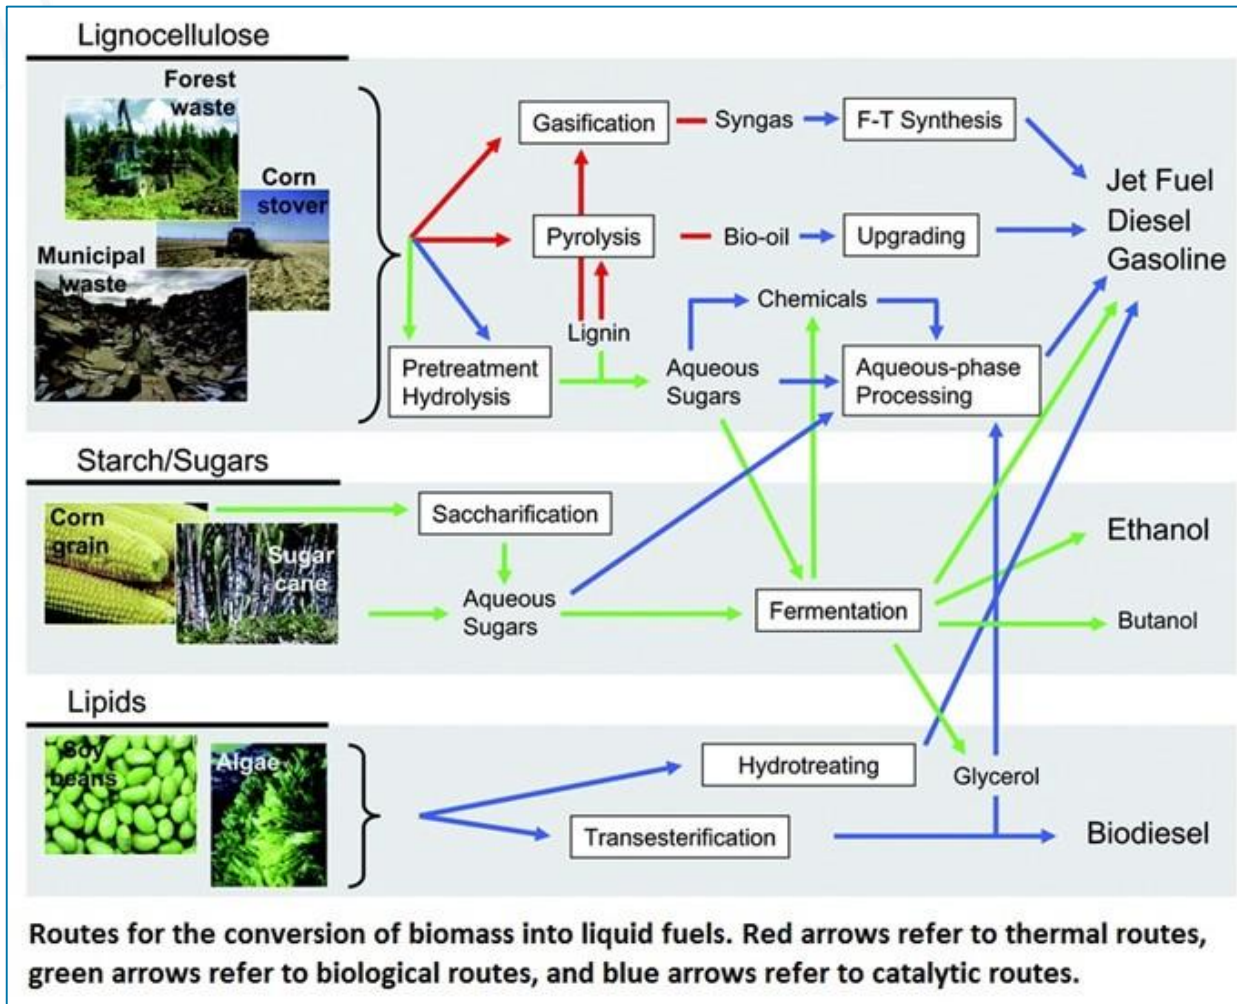 Lignocellulose
Forest
waste
Corn
stover
Municipal
waste
Gasification
Syngas
F-T Synthesis
Jet Fuel
Diesel
Gasoline
Pyrolysis
Bio-oil
Upgrading
Chemicals
Lignin
Pretreatment
Hydrolysis
Aqueous
Sugars
Aqueous-phase
Processing
Starch/Sugars
Corn
grain
Sugar
cane
Saccharification
Aqueous
Sugars
Fermentation
Ethanol
Butanol
Lipids
Soy
beans
Algae
Hydrotreating
Glycerol
Transesterification
Biodiesel
Routes for the conversion of biomass into liquid fuels. Red arrows refer to thermal routes,
green arrows refer to biological routes, and blue arrows refer to catalytic routes.